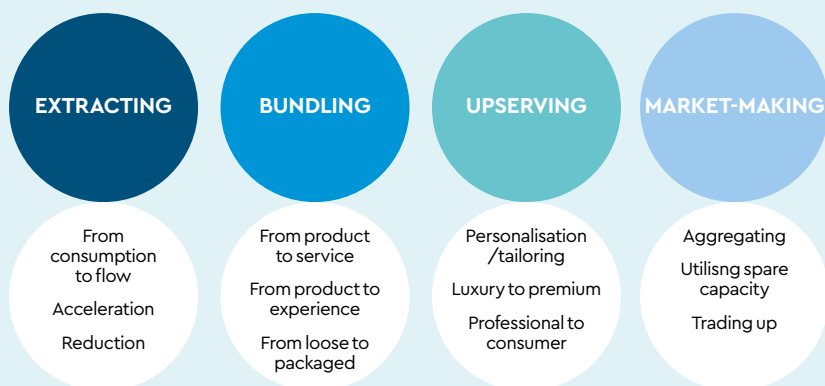 EXTRACTING
BUNDLING
UPSERVING
MARKET-MAKING
From
consumption
to flow
Acceleration
Reduction
From product
to service
From product to
experience
From loose to
packaged
Personalisation
/tailoring
Luxury to premium
Professional to
consumer
Aggregating
Utilisng spare
capacity
Trading up